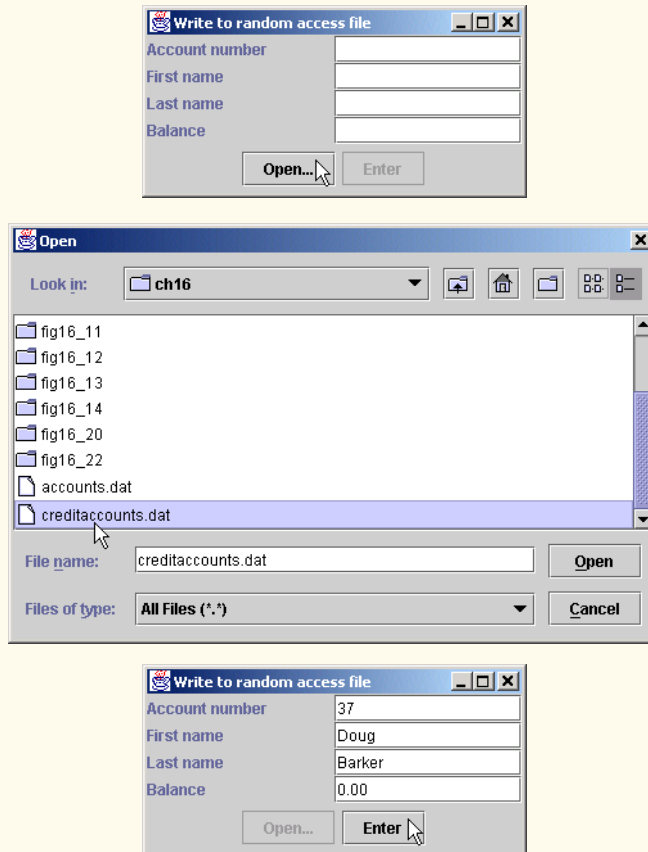 Write to random access file
Account number
First name
Last name
Balance
Open... Enter
Open
Look in: ch16
fig16_11
fig16_12
fig16_13
fig16_14
fig16_20
fig16_22
accounts.dat
creditaccounts.dat
File name: creditaccounts.dat Open
Files of type: All Files (*.*) Cancel
Write to random access file
Account number 37
First name Doug
Last name Barker
Balance 0.00
Open... Enter